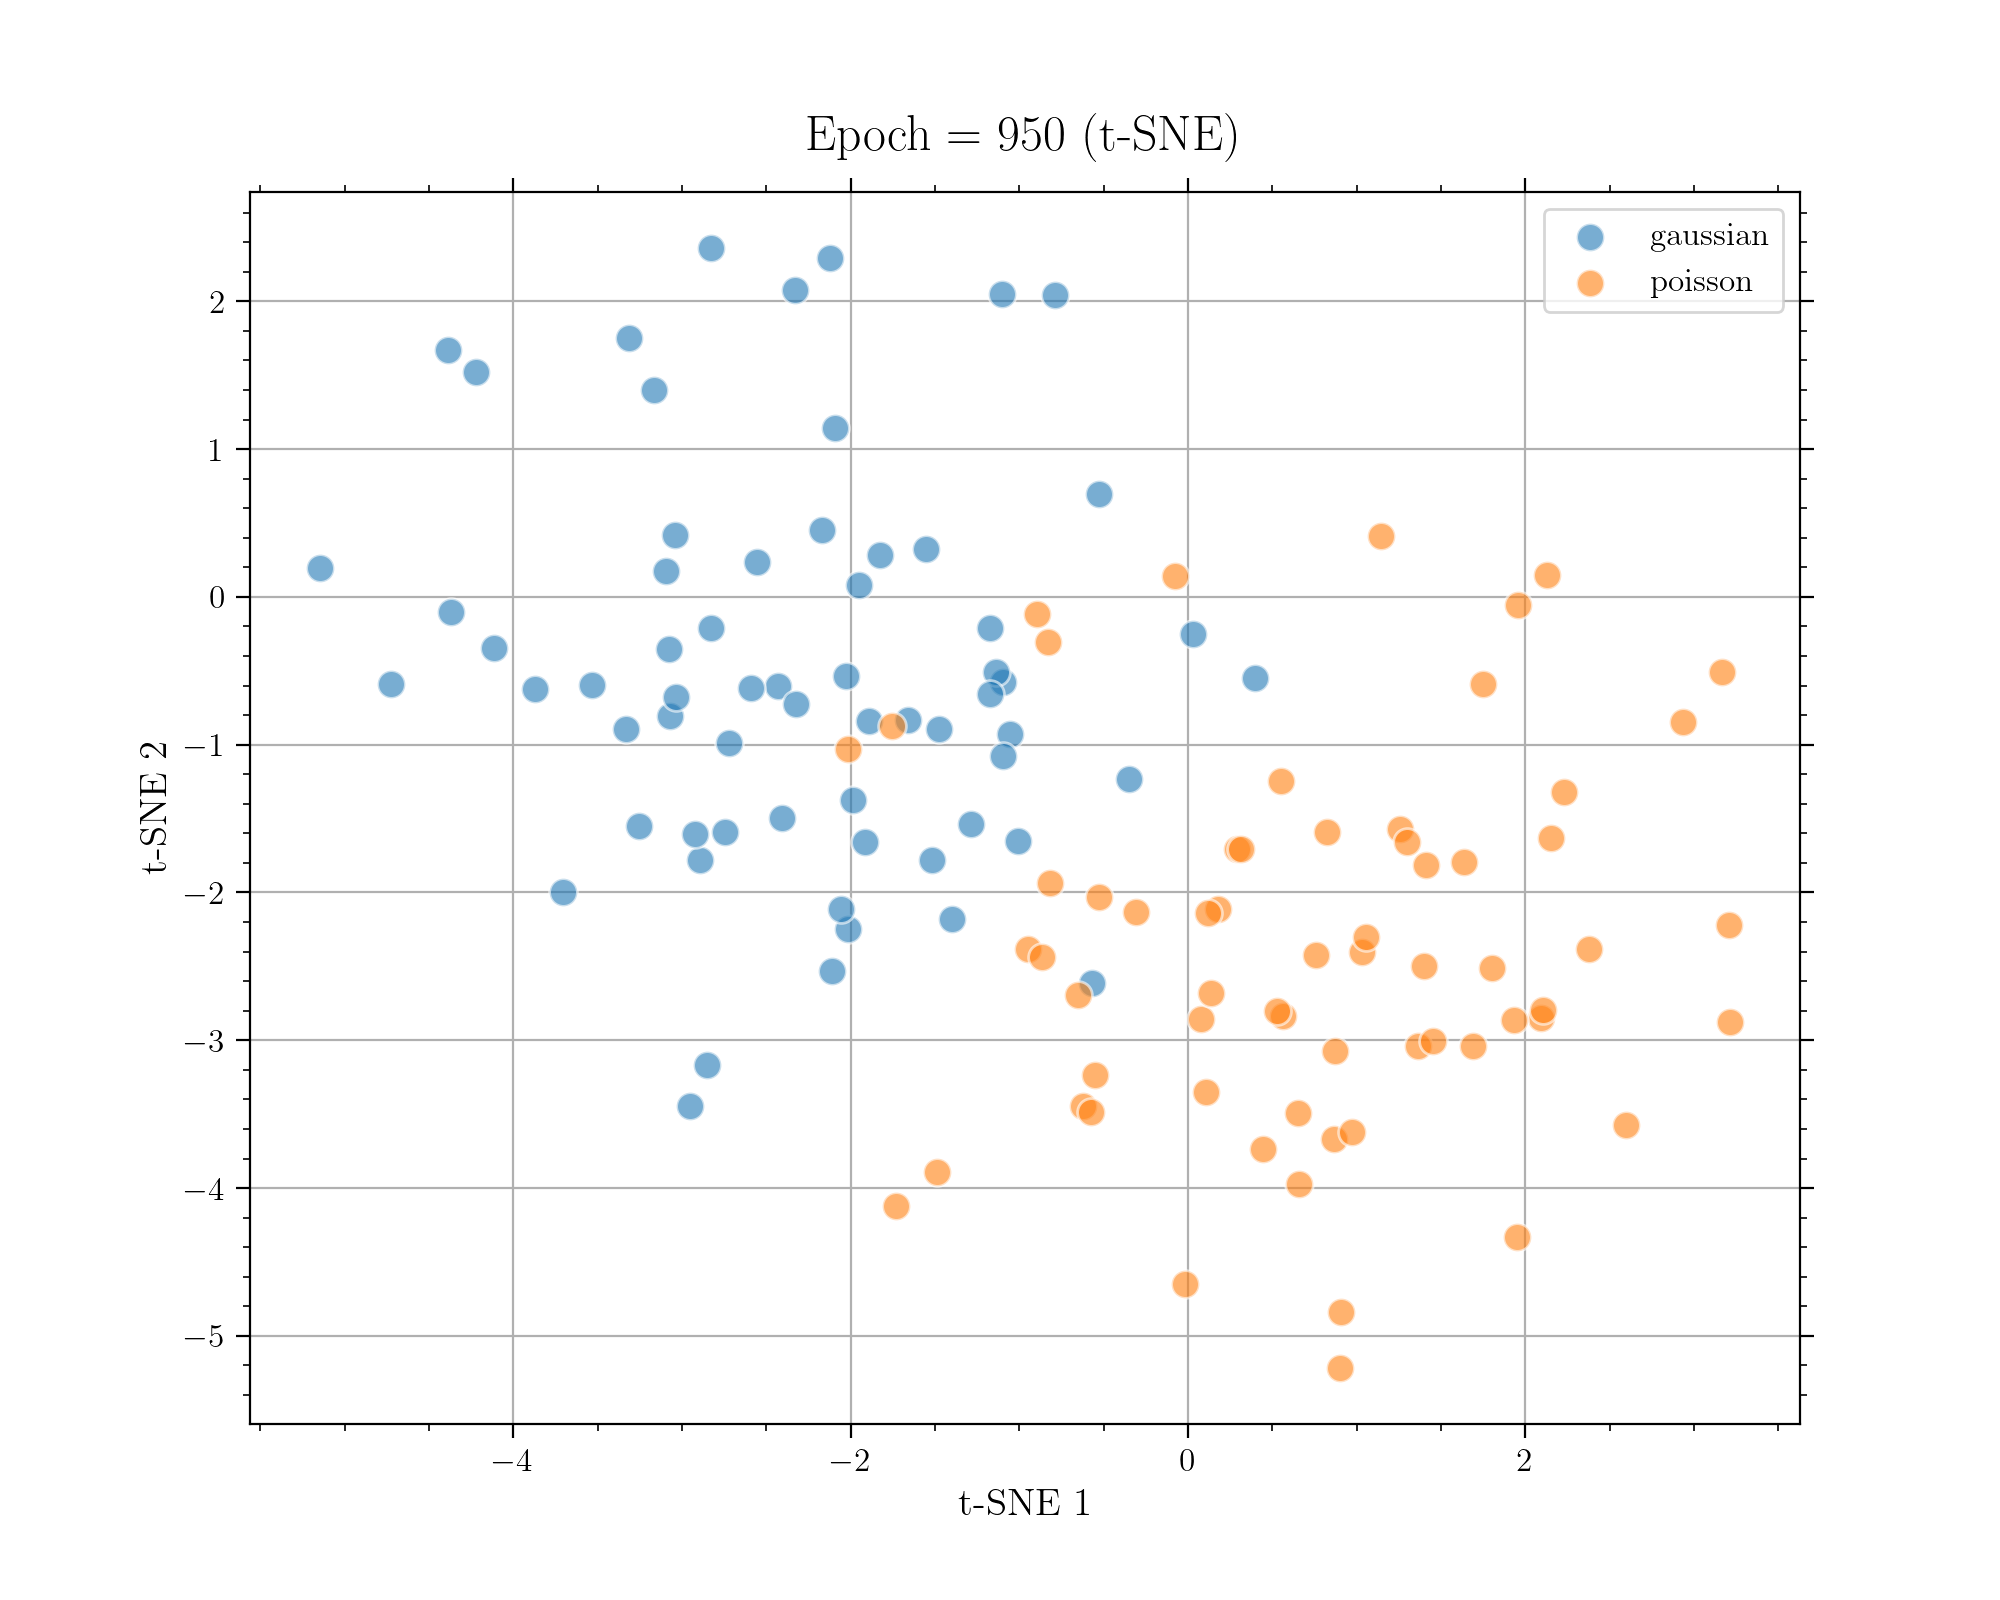 Epoch = 950 (t-SNE)
gaussian
poisson
2
1
0
−1
−2
−3
−4
−5
t-SNE 2
−4
−2
0
2
t-SNE 1